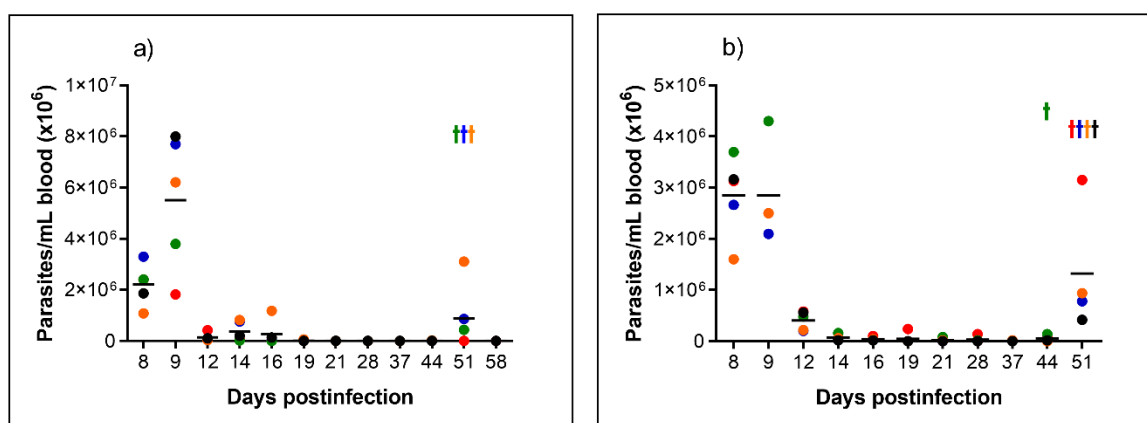 a)
Parasites/mL blood (x10⁶)
1×10⁷
8×10⁶
6×10⁶
4×10⁶
2×10⁶
0
†††
8 9 12 14 16 19 21 28 37 44 51 58
Days postinfection
b)
Parasites/mL blood (x10⁶)
5×10⁶
4×10⁶
3×10⁶
2×10⁶
1×10⁶
0
†
††††
8 9 12 14 16 19 21 28 37 44 51
Days postinfection